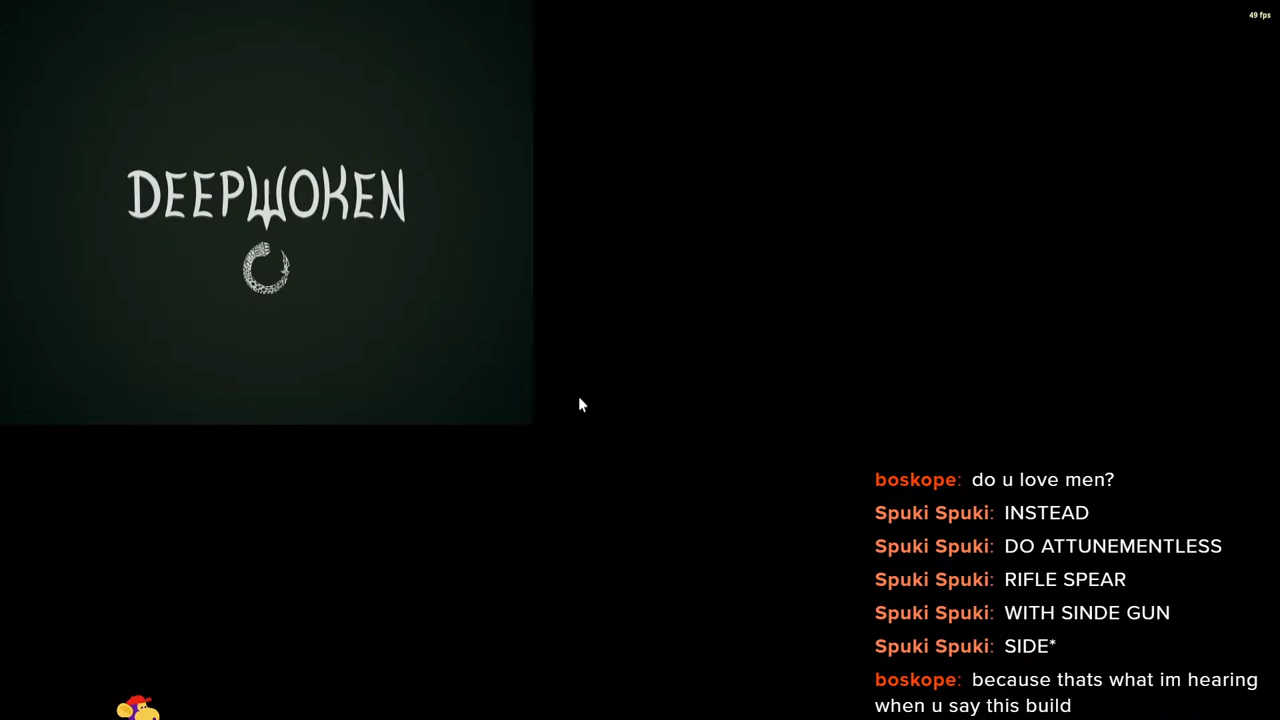 49 fps
DEEPWOKEN
boskope: do u love men?
Spuki Spuki: INSTEAD
Spuki Spuki: DO ATTUNEMENTLESS
Spuki Spuki: RIFLE SPEAR
Spuki Spuki: WITH SINDE GUN
Spuki Spuki: SIDE*
boskope: because thats what im hearing
when u say this build